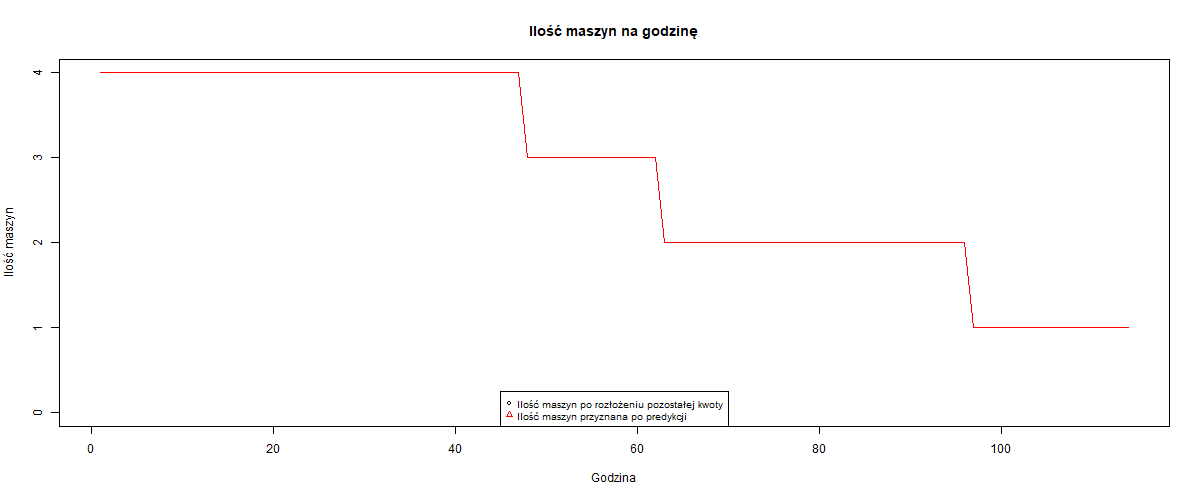 Ilość maszyn na godzinę
Ilość maszyn
4
3
2
1
0
Ilość maszyn po rozłożeniu pozostałej kwoty
Ilość maszyn przyznana po predykcji
0 20 40 60 80 100
Godzina